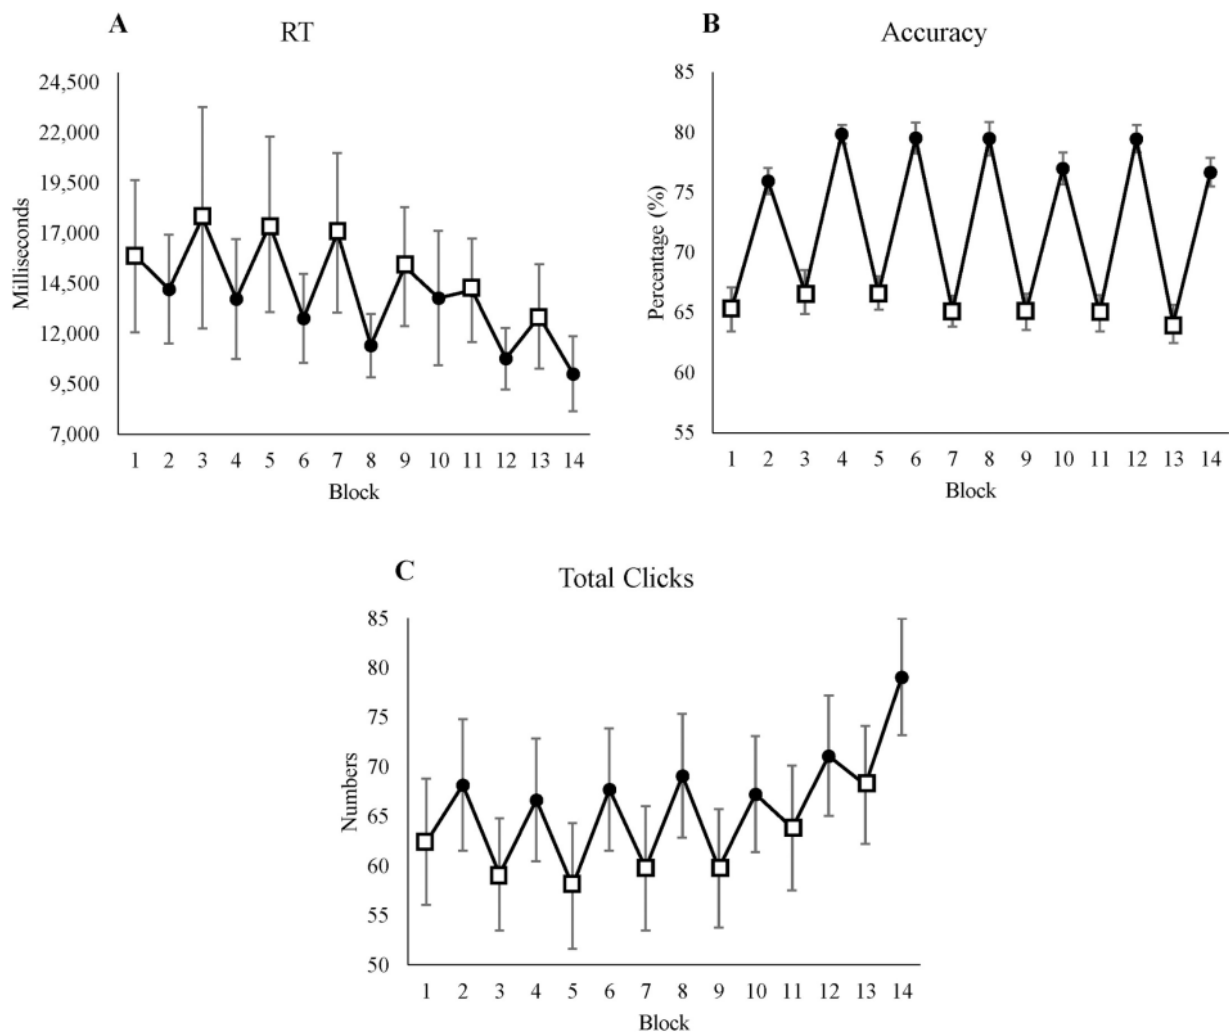 A
RT
24,500
22,000
19,500
17,000
14,500
12,000
9,500
7,000
Milliseconds
1 2 3 4 5 6 7 8 9 10 11 12 13 14
Block
B
Accuracy
85
80
75
70
65
60
55
Percentage (%)
1 2 3 4 5 6 7 8 9 10 11 12 13 14
Block
C
Total Clicks
85
80
75
70
65
60
55
50
Numbers
1 2 3 4 5 6 7 8 9 10 11 12 13 14
Block